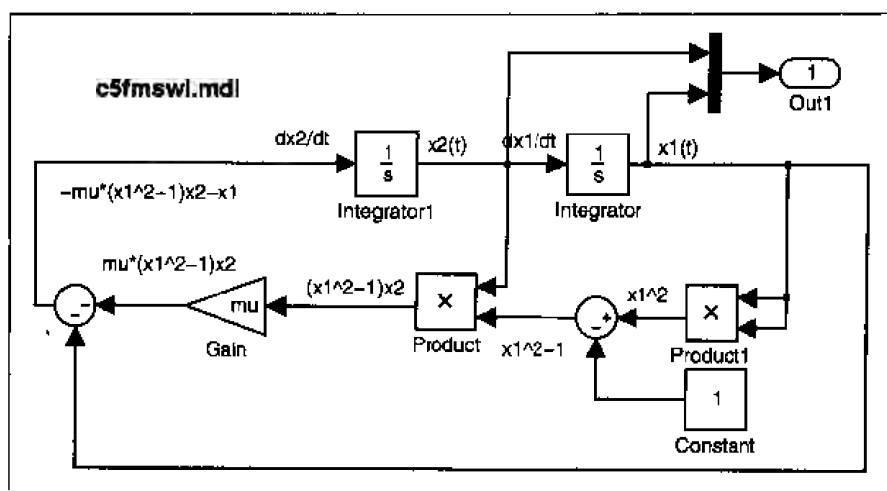 1
Out1
c5fmswl.mdl
dx2/dt
1
s
x2(t)
dx1/dt
1
s
x1(t)
Integrator1
Integrator
-mu*(x1^2-1)x2-x1
mu*(x1^2-1)x2
-
-
mu
Gain
(x1^2-1)x2
×
Product
x1^2-1
+
-
x1^2
×
Product1
1
Constant